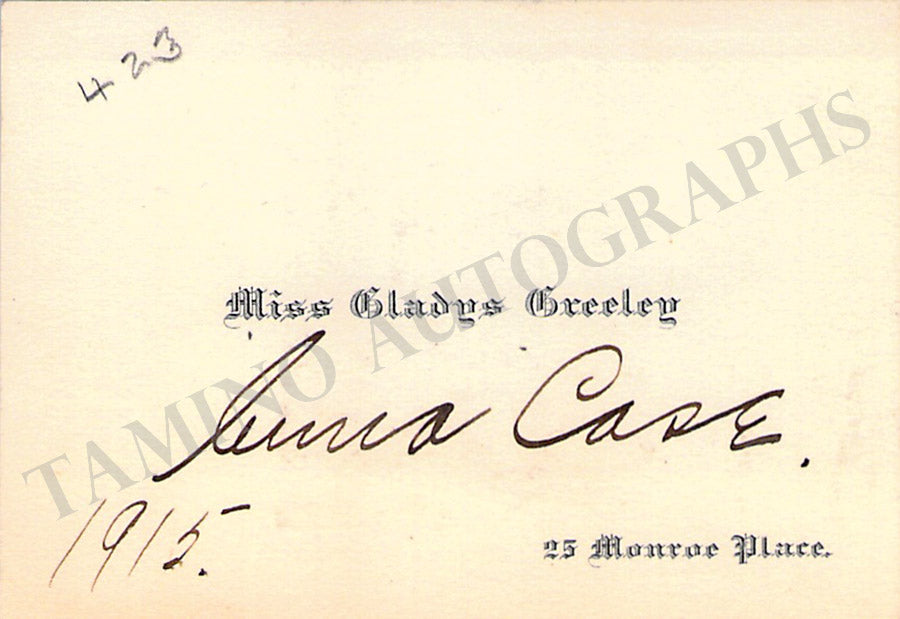 423
TAMINO AUTOGRAPHS
Miss Gladys Greeley
Anna Case.
1915.
25 Monroe Place.